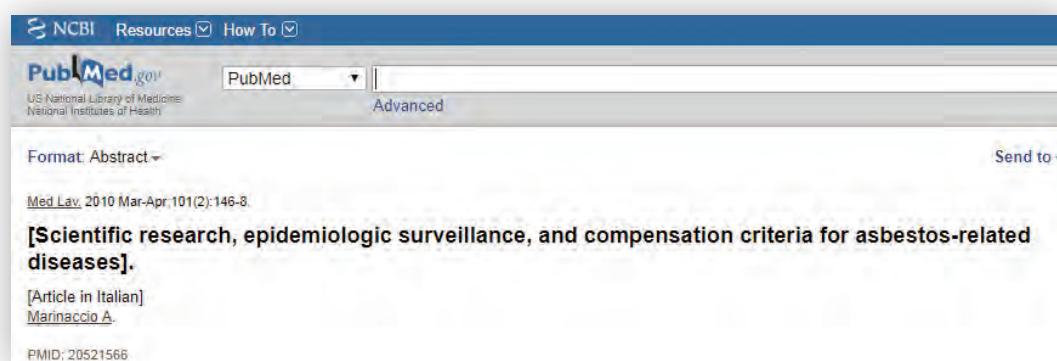 NCBI Resources How To
PubMed.gov
US National Library of Medicine
National Institutes of Health
PubMed
Advanced
Format: Abstract
Send to
Med Lav. 2010 Mar-Apr;101(2):146-8.
[Scientific research, epidemiologic surveillance, and compensation criteria for asbestos-related
diseases].
[Article in Italian]
Marinaccio A.
PMID: 20521566